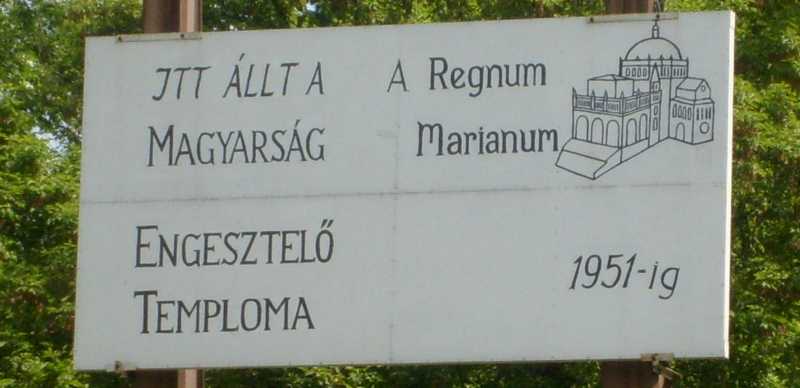 ITT ÁLLT A
MAGYARSÁG
ENGESZTELŐ
TEMPLOMA
A Regnum
Marianum
1951-ig